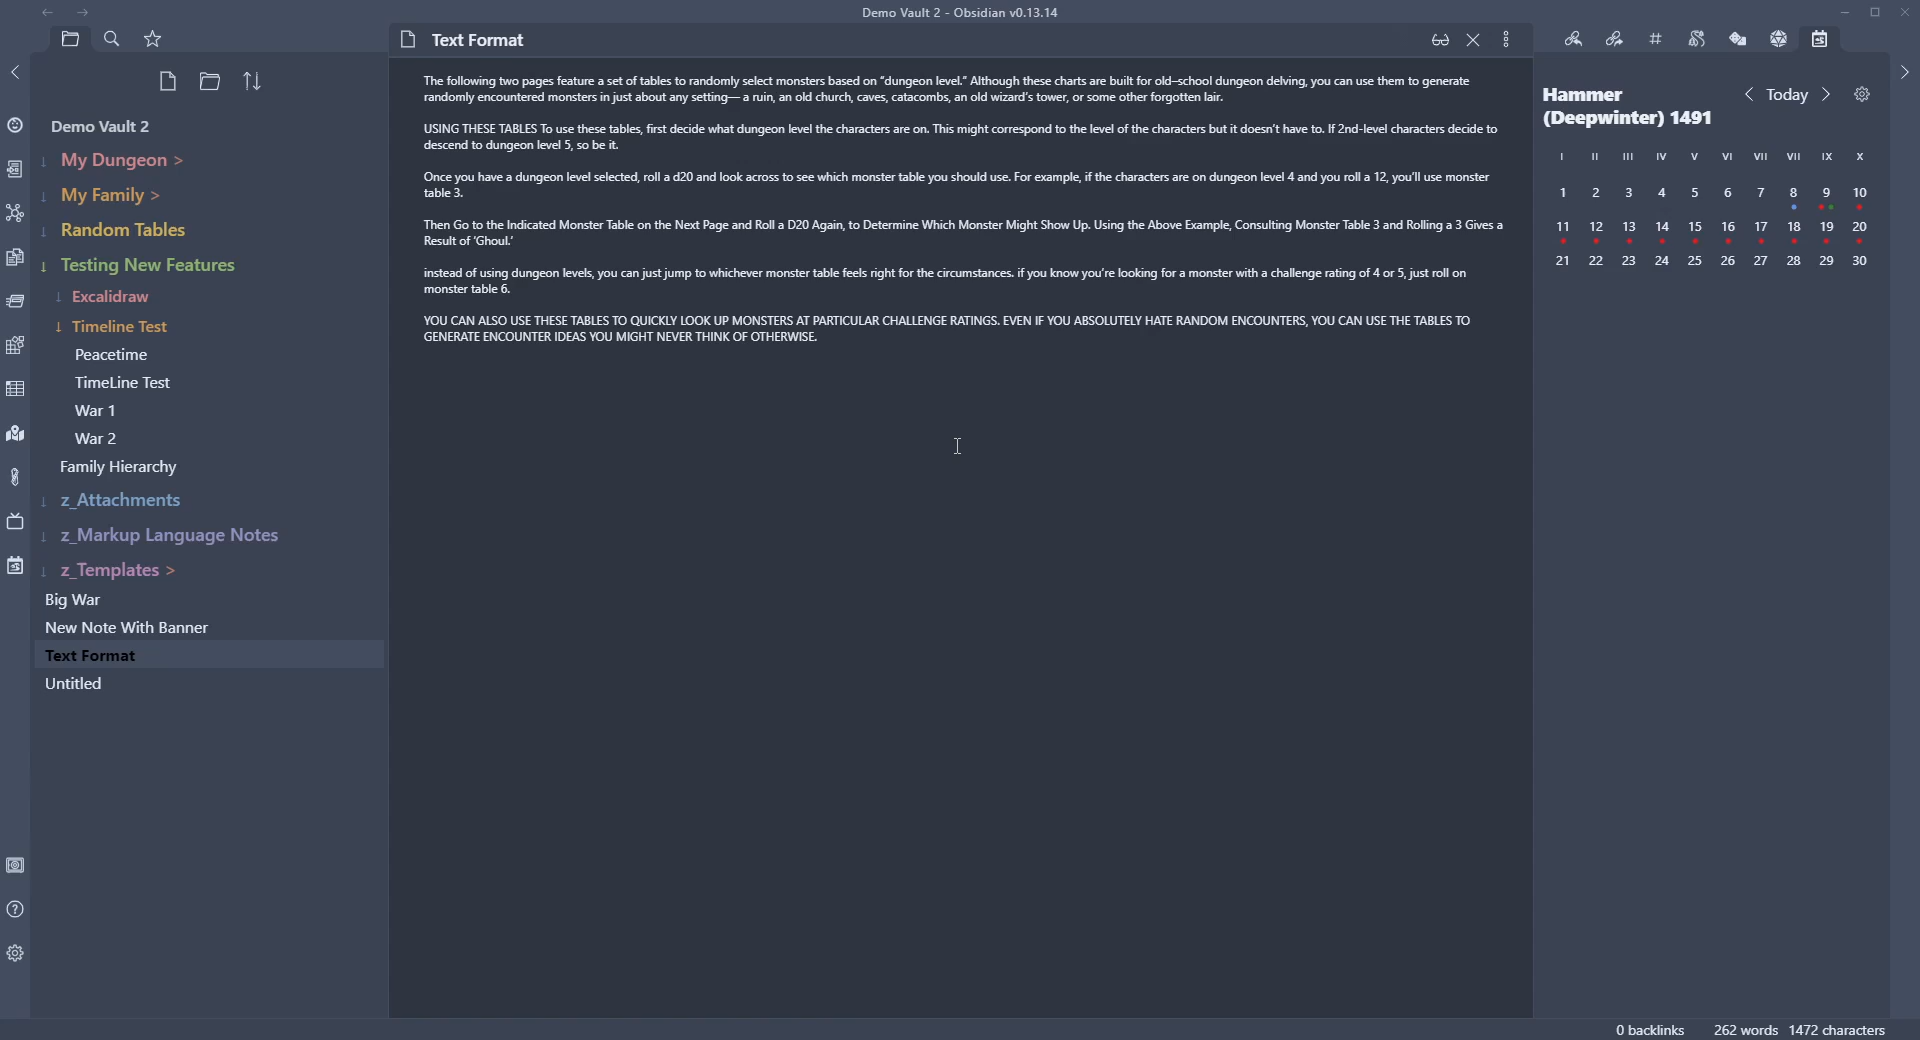 Demo Vault 2 - Obsidian v0.13.14
Text Format
Demo Vault 2
My Dungeon >
My Family >
Random Tables
Testing New Features
Excalidraw
Timeline Test
Peacetime
TimeLine Test
War 1
War 2
Family Hierarchy
z_Attachments
z_Markup Language Notes
z_Templates >
Big War
New Note With Banner
Text Format
Untitled
The following two pages feature a set of tables to randomly select monsters based on “dungeon level.” Although these charts are built for old-school dungeon delving, you can use them to generate
randomly encountered monsters in just about any setting— a ruin, an old church, caves, catacombs, an old wizard's tower, or some other forgotten lair.
USING THESE TABLES To use these tables, first decide what dungeon level the characters are on. This might correspond to the level of the characters but it doesn't have to. If 2nd-level characters decide to
descend to dungeon level 5, so be it.
Once you have a dungeon level selected, roll a d20 and look across to see which monster table you should use. For example, if the characters are on dungeon level 4 and you roll a 12, you'll use monster
table 3.
Then Go to the Indicated Monster Table on the Next Page and Roll a D20 Again, to Determine Which Monster Might Show Up. Using the Above Example, Consulting Monster Table 3 and Rolling a 3 Gives a
Result of ‘Ghoul.’
instead of using dungeon levels, you can just jump to whichever monster table feels right for the circumstances. if you know you're looking for a monster with a challenge rating of 4 or 5, just roll on
monster table 6.
YOU CAN ALSO USE THESE TABLES TO QUICKLY LOOK UP MONSTERS AT PARTICULAR CHALLENGE RATINGS. EVEN IF YOU ABSOLUTELY HATE RANDOM ENCOUNTERS, YOU CAN USE THE TABLES TO
GENERATE ENCOUNTER IDEAS YOU MIGHT NEVER THINK OF OTHERWISE.
Hammer
(Deepwinter) 1491
Today
I II III IV V VI VII VII IX X
1 2 3 4 5 6 7 8 9 10
11 12 13 14 15 16 17 18 19 20
21 22 23 24 25 26 27 28 29 30
0 backlinks 262 words 1472 characters